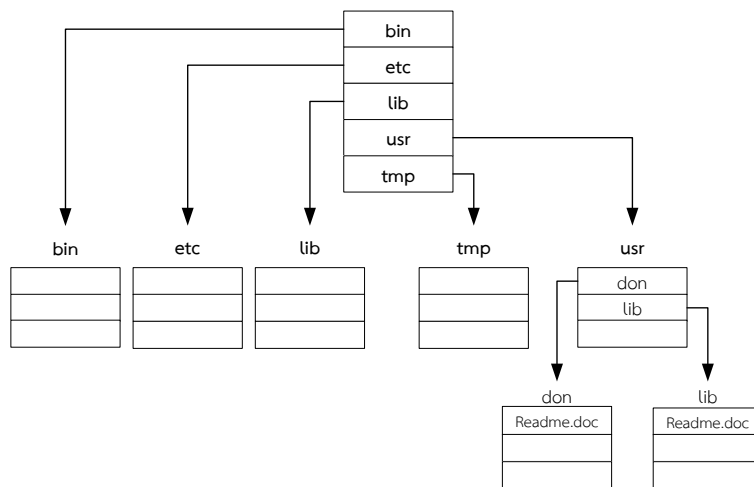 bin
etc
lib
usr
tmp
bin
etc
lib
tmp
usr
don
lib
don
lib
Readme.doc
Readme.doc